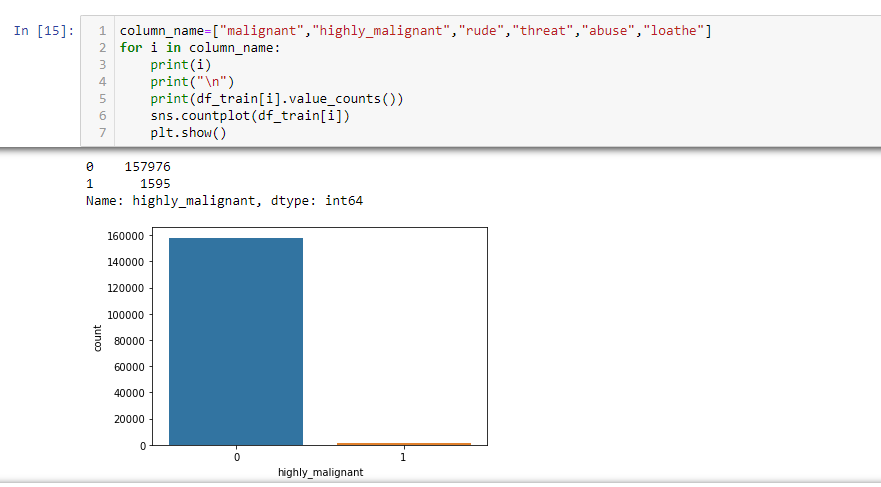 In [15]:
1 column_name=["malignant","highly_malignant","rude","threat","abuse","loathe"]
2 for i in column_name:
3     print(i)
4     print("\n")
5     print(df_train[i].value_counts())
6     sns.countplot(df_train[i])
7     plt.show()
0    157976
1      1595
Name: highly_malignant, dtype: int64
160000
140000
120000
100000
80000
60000
40000
20000
0
count
0 1
highly_malignant